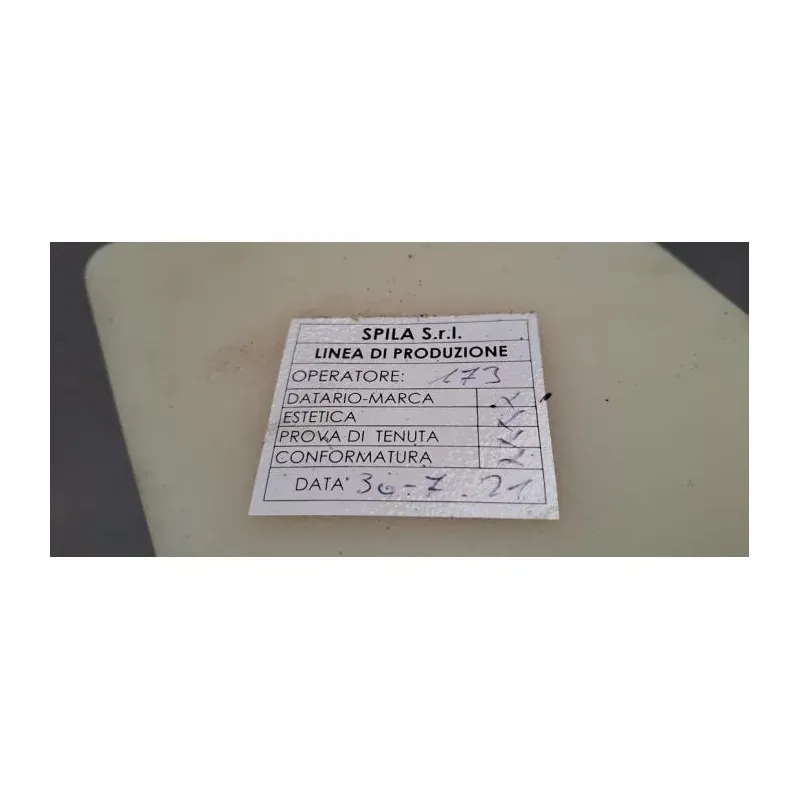 SPILA S.r.l.
LINEA DI PRODUZIONE
OPERATORE: 173
DATARIO-MARCA X
ESTETICA X
PROVA DI TENUTA X
CONFORMATURA X
DATA' 30-7.21